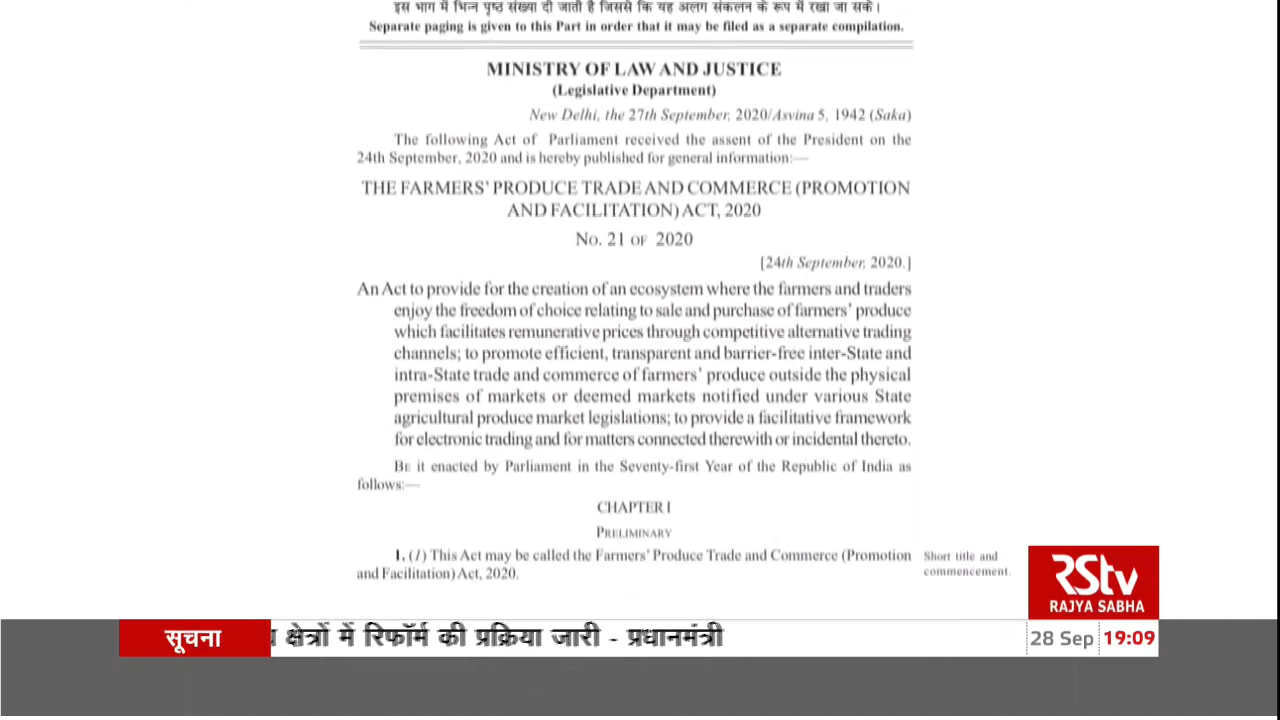 इस भाग में भिन्न पृष्ठ संख्या दी जाती है जिससे कि यह अलग संकलन के रूप में रखा जा सके।
Separate paging is given to this Part in order that it may be filed as a separate compilation.
MINISTRY OF LAW AND JUSTICE
(Legislative Department)
New Delhi, the 27th September, 2020/Asvina 5, 1942 (Saka)
The following Act of Parliament received the assent of the President on the
24th September, 2020 and is hereby published for general information:—
THE FARMERS' PRODUCE TRADE AND COMMERCE (PROMOTION
AND FACILITATION) ACT, 2020
No. 21 OF 2020
[24th September, 2020.]
An Act to provide for the creation of an ecosystem where the farmers and traders
enjoy the freedom of choice relating to sale and purchase of farmers' produce
which facilitates remunerative prices through competitive alternative trading
channels; to promote efficient, transparent and barrier-free inter-State and
intra-State trade and commerce of farmers' produce outside the physical
premises of markets or deemed markets notified under various State
agricultural produce market legislations; to provide a facilitative framework
for electronic trading and for matters connected therewith or incidental thereto.
BE it enacted by Parliament in the Seventy-first Year of the Republic of India as
follows:—
CHAPTER I
PRELIMINARY
1. (1) This Act may be called the Farmers' Produce Trade and Commerce (Promotion
and Facilitation) Act, 2020.
Short title and
commencement.
RStv
RAJYA SABHA
सूचना क्षेत्रों में रिफॉर्म की प्रक्रिया जारी - प्रधानमंत्री
28 Sep 19:09